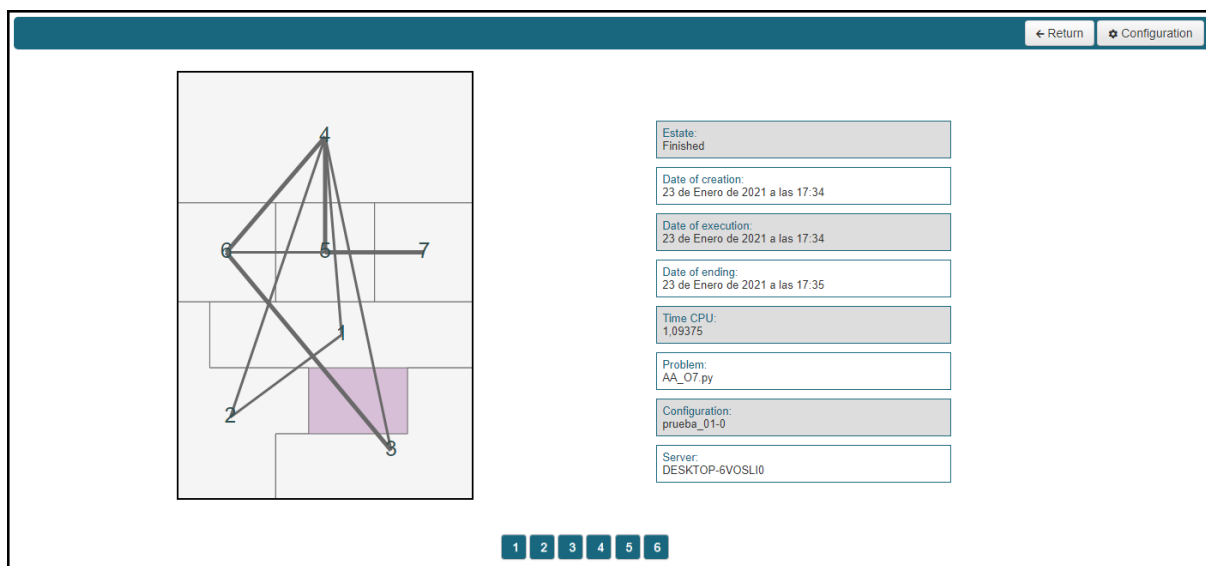 Return
Configuration
4
6
5
7
1
2
3
Estate:
Finished
Date of creation:
23 de Enero de 2021 a las 17:34
Date of execution:
23 de Enero de 2021 a las 17:34
Date of ending:
23 de Enero de 2021 a las 17:35
Time CPU:
1,09375
Problem:
AA_O7.py
Configuration:
prueba_01-0
Server:
DESKTOP-6VOSLI0
1 2 3 4 5 6